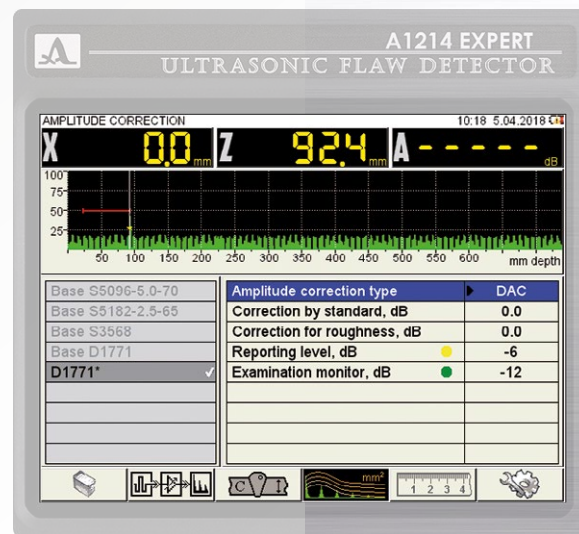 A1214 EXPERT
ULTRASONIC FLAW DETECTOR
AMPLITUDE CORRECTION 10:18 5.04.2018
X 0.0 mm Z 92.4 mm A - - - - - dB
100
75
50
25
50 100 150 200 250 300 350 400 450 500 550 600 mm depth
Base S5096-5.0-70
Base S5182-2.5-65
Base S3568
Base D1771
D1771*
Amplitude correction type DAC
Correction by standard, dB 0.0
Correction for roughness, dB 0.0
Reporting level, dB -6
Examination monitor, dB -12
C I mm² 1 2 3 4